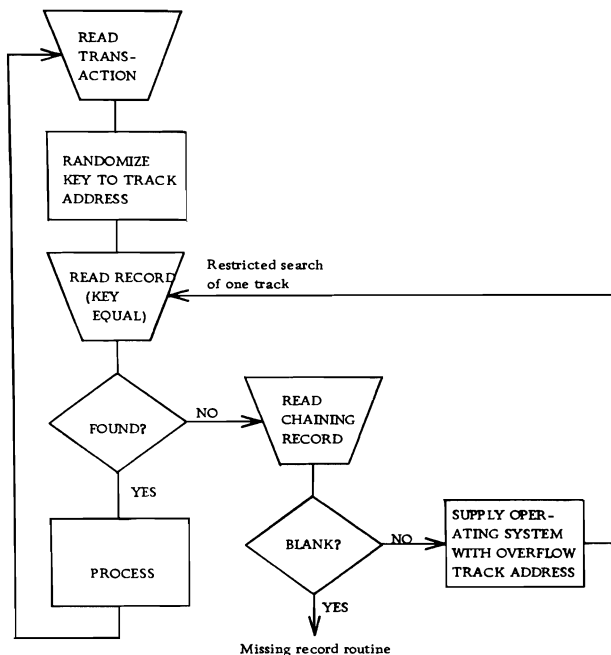 READ
TRANS-
ACTION
RANDOMIZE
KEY TO TRACK
ADDRESS
READ RECORD
(KEY
EQUAL)
Restricted search
of one track
FOUND?
NO
READ
CHAINING
RECORD
YES
PROCESS
BLANK?
NO
SUPPLY OPER-
ATING SYSTEM
WITH OVERFLOW
TRACK ADDRESS
YES
Missing record routine